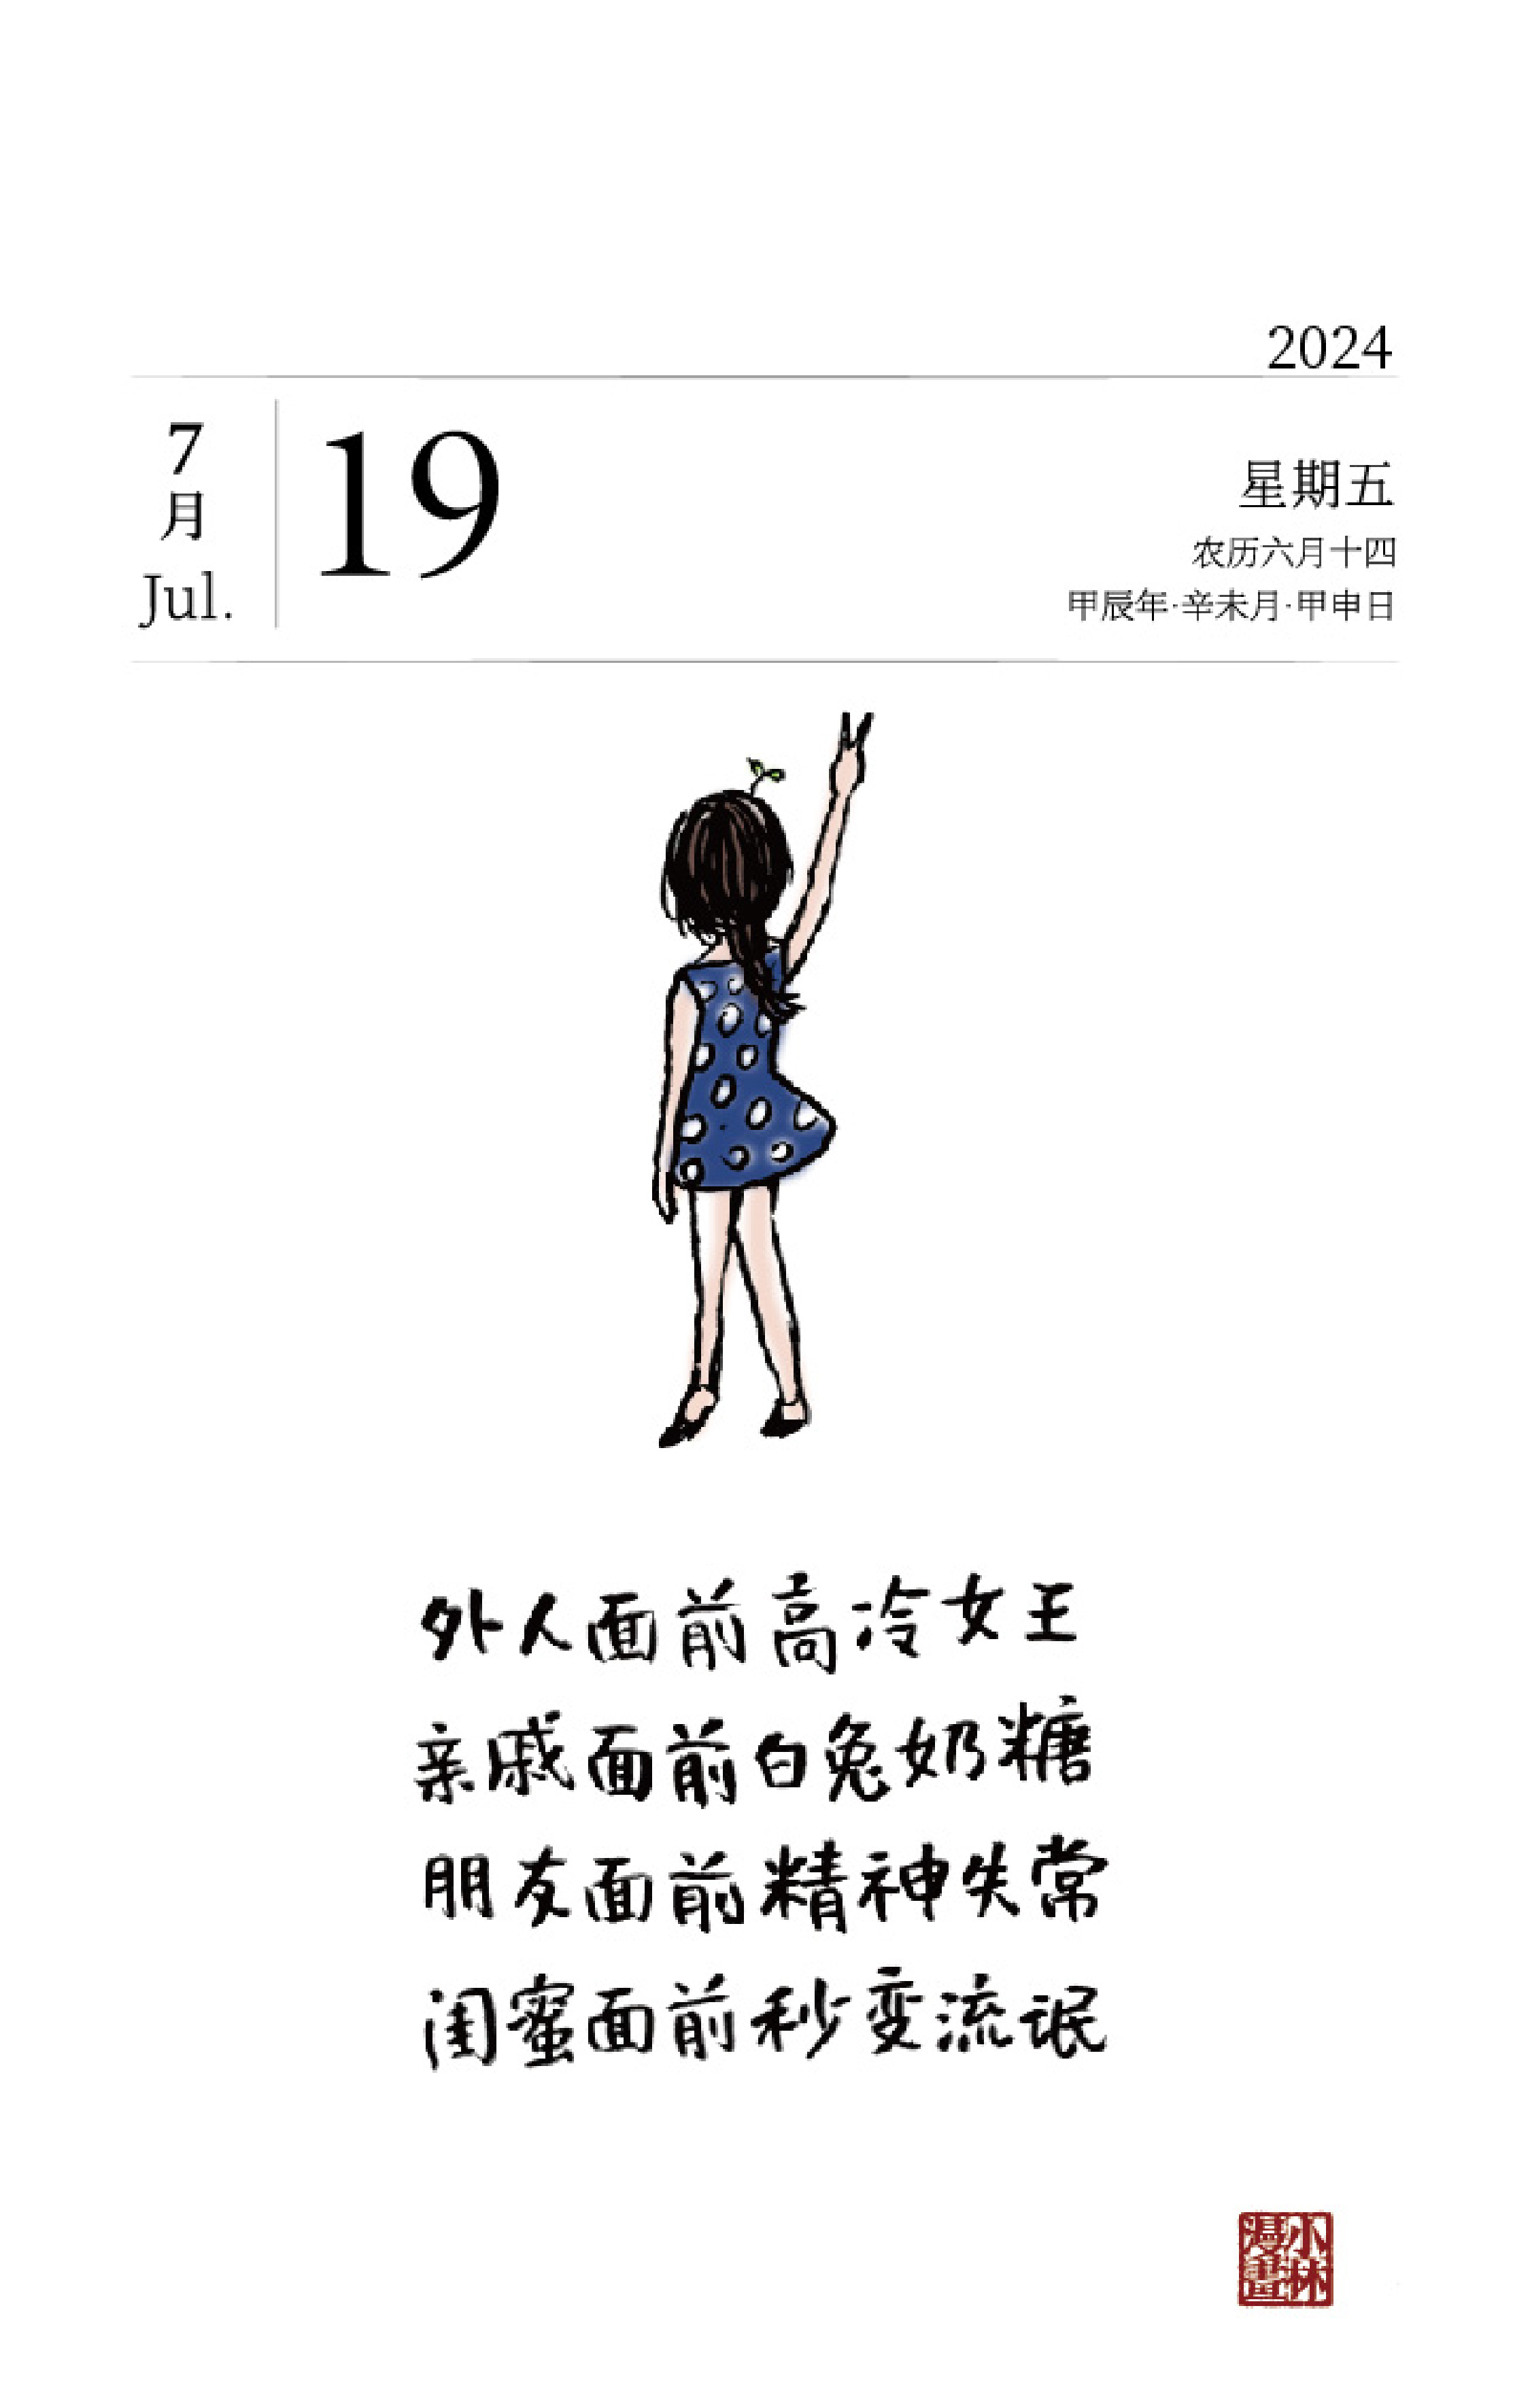 2024
7
月
Jul.
19
星期五
农历六月十四
甲辰年·辛未月·甲申日
外人面前高冷女王
亲戚面前白兔奶糖
朋友面前精神失常
闺蜜面前秒变流氓
小林
漫畫